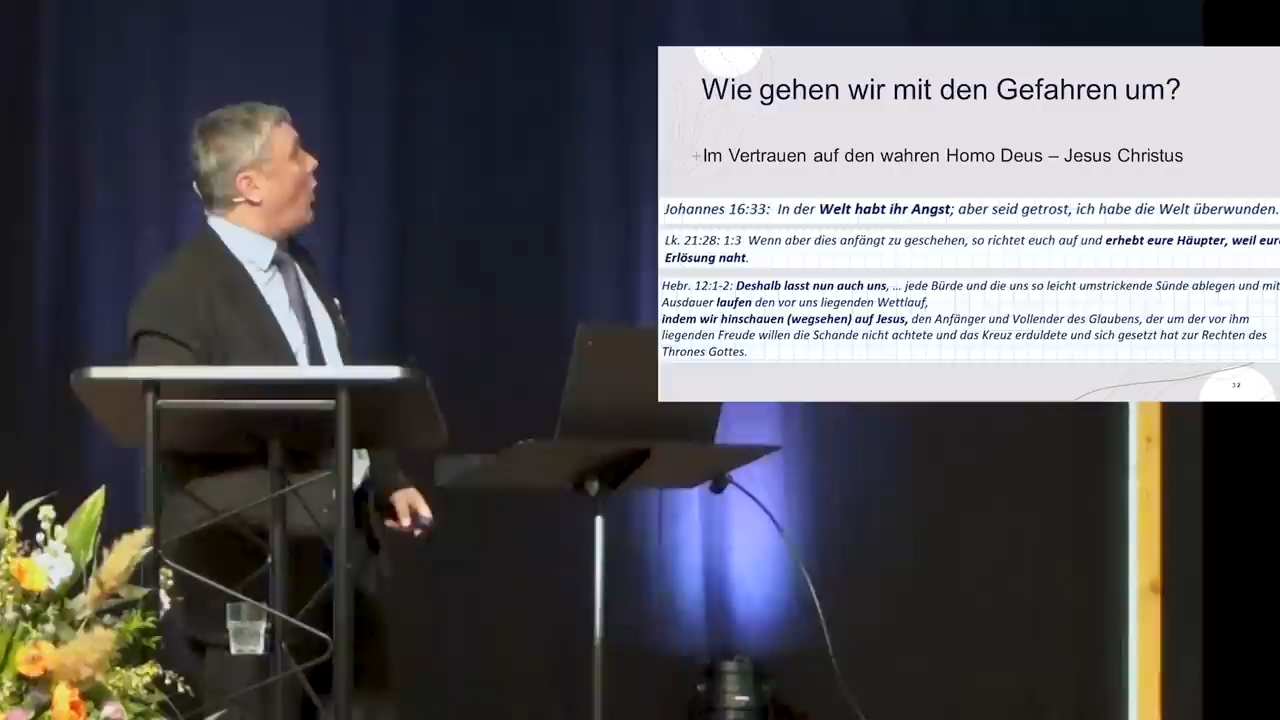 Wie gehen wir mit den Gefahren um?
+Im Vertrauen auf den wahren Homo Deus – Jesus Christus
Johannes 16:33: In der Welt habt ihr Angst; aber seid getrost, ich habe die Welt überwunden.
Lk. 21:28: 1:3 Wenn aber dies anfängt zu geschehen, so richtet euch auf und erhebt eure Häupter, weil
Erlösung naht.
Hebr. 12:1-2: Deshalb lasst nun auch uns, ... jede Bürde und die uns so leicht umstrickende Sünde ablegen und mit
Ausdauer laufen den vor uns liegenden Wettlauf,
indem wir hinschauen (wegsehen) auf Jesus, den Anfänger und Vollender des Glaubens, der um der vor ihm
liegenden Freude willen die Schande nicht achtete und das Kreuz erduldete und sich gesetzt hat zur Rechten des
Thrones Gottes.
32